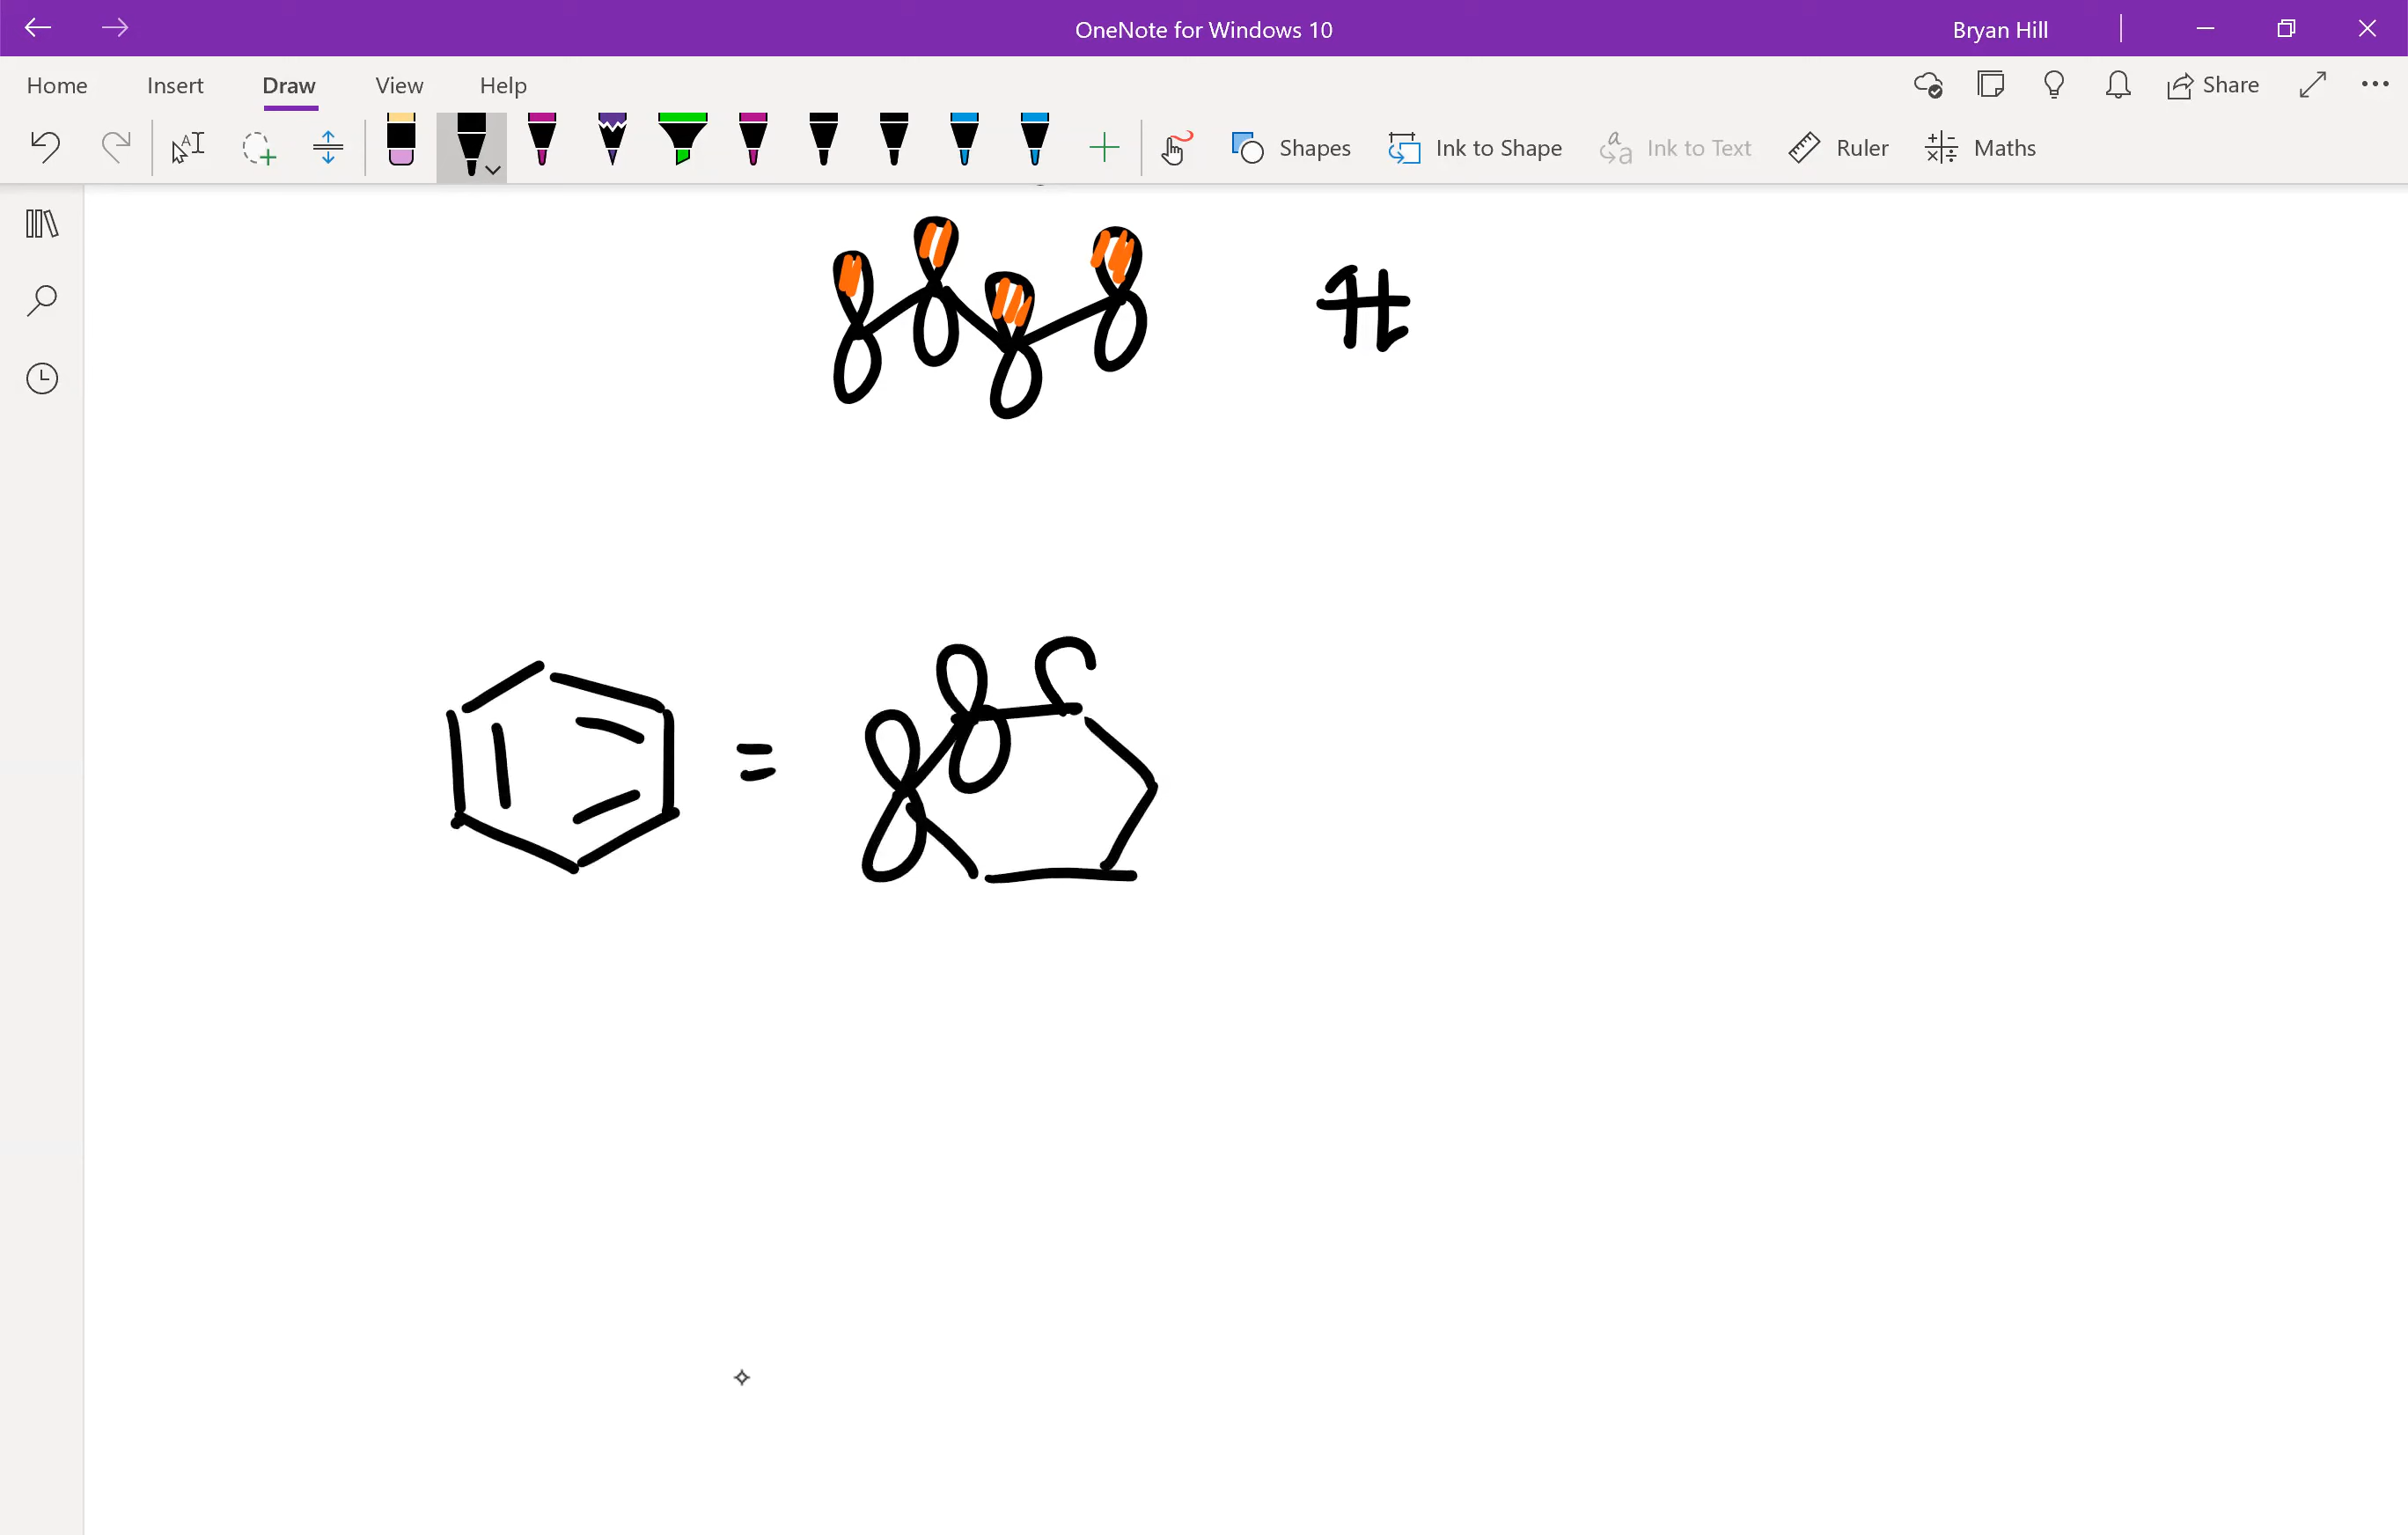 OneNote for Windows 10 Bryan Hill
Home Insert Draw View Help Share
Shapes Ink to Shape Ink to Text Ruler Maths
=